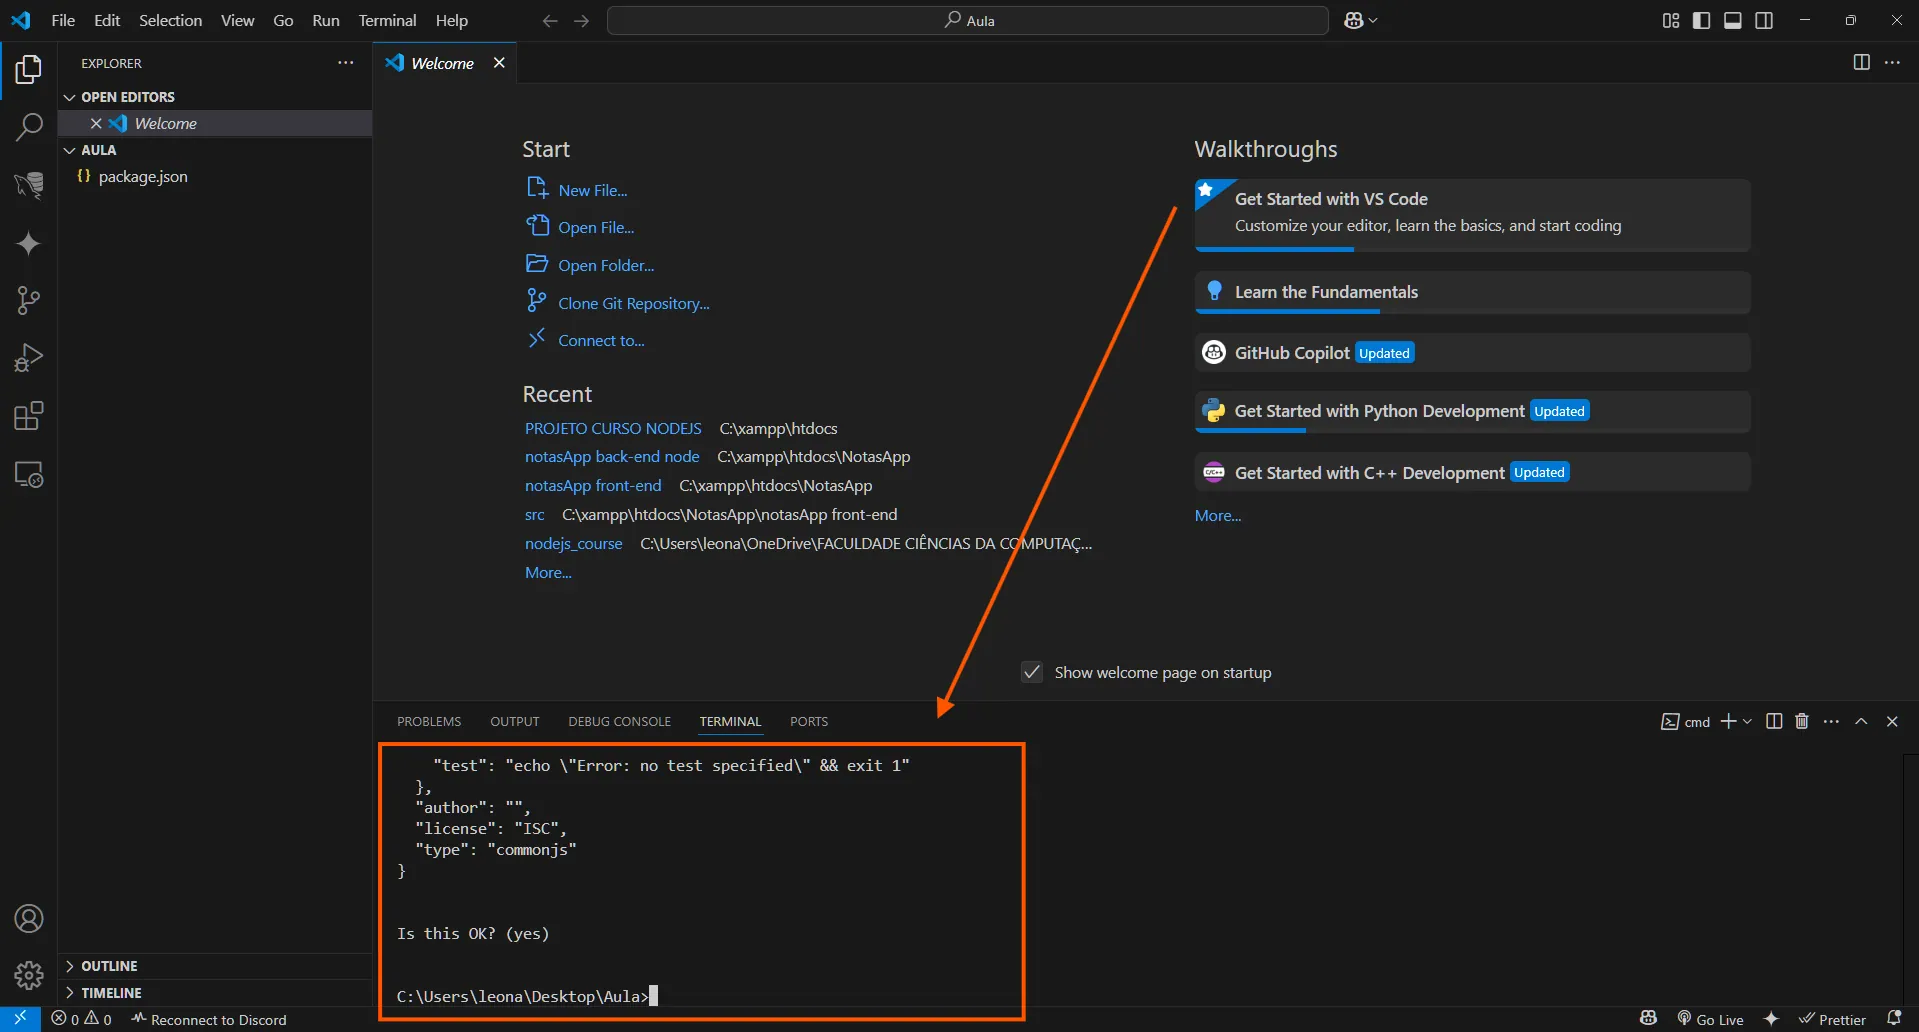 File Edit Selection View Go Run Terminal Help
Aula
EXPLORER
Welcome
OPEN EDITORS
Welcome
AULA
{} package.json
Start
New File...
Open File...
Open Folder...
Clone Git Repository...
Connect to...
Recent
PROJETO CURSO NODEJS C:\xampp\htdocs
notasApp back-end node C:\xampp\htdocs\NotasApp
notasApp front-end C:\xampp\htdocs\NotasApp
src C:\xampp\htdocs\NotasApp\notasApp front-end
nodejs_course C:\Users\leona\OneDrive\FACULDADE CIÊNCIAS DA COMPUTAÇ...
More...
Walkthroughs
Get Started with VS Code
Customize your editor, learn the basics, and start coding
Learn the Fundamentals
GitHub Copilot Updated
Get Started with Python Development Updated
C/C++ Get Started with C++ Development Updated
More...
Show welcome page on startup
PROBLEMS OUTPUT DEBUG CONSOLE TERMINAL PORTS
cmd
"test": "echo \"Error: no test specified\" && exit 1"
},
"author": "",
"license": "ISC",
"type": "commonjs"
}
Is this OK? (yes)
C:\Users\leona\Desktop\Aula>
OUTLINE
TIMELINE
0 0 Reconnect to Discord
Go Live
Prettier